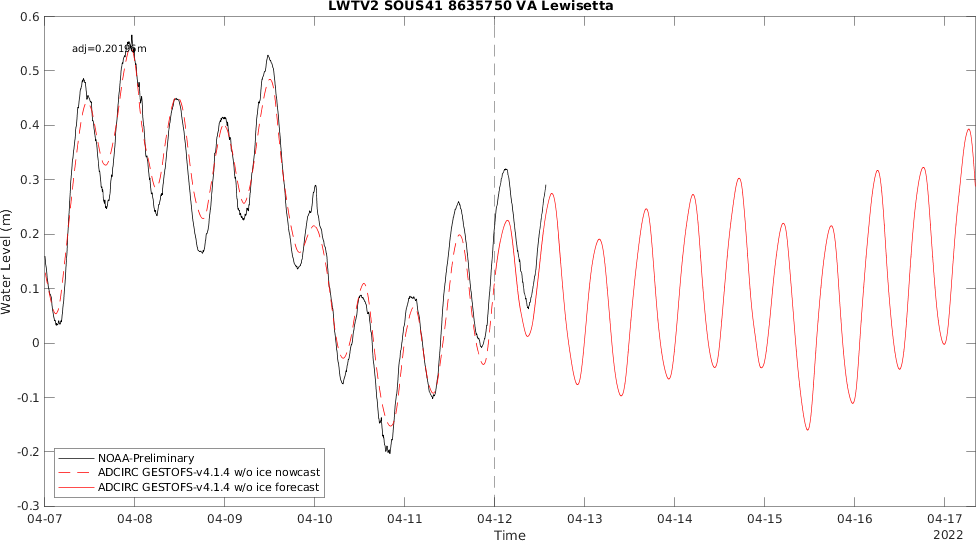 LWTV2 SOUS41 8635750 VA Lewisetta
0.6
0.5
0.4
0.3
0.2
0.1
0
-0.1
-0.2
-0.3
Water Level (m)
NOAA-Preliminary
ADCIRC GESTOFS-v4.1.4 w/o ice nowcast
ADCIRC GESTOFS-v4.1.4 w/o ice forecast
04-07 04-08 04-09 04-10 04-11 04-12 04-13 04-14 04-15 04-16 04-17
Time
2022